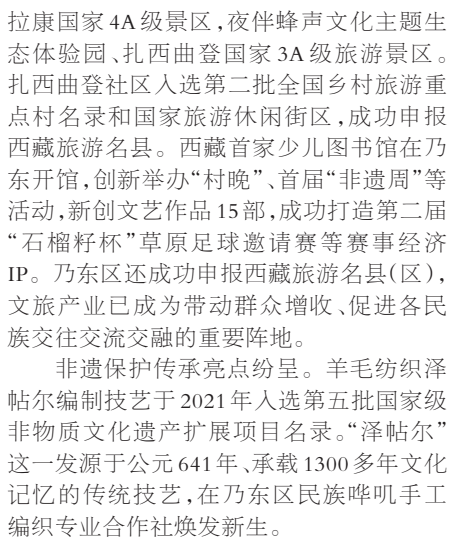 拉康国家4A级景区,夜伴蜂声文化主题生
态体验园、扎西曲登国家3A级旅游景区。
扎西曲登社区入选第二批全国乡村旅游重
点村名录和国家旅游休闲街区,成功申报
西藏旅游名县。西藏首家少儿图书馆在乃
东开馆,创新举办“村晚”、首届“非遗周”等
活动,新创文艺作品15部,成功打造第二届
“石榴籽杯”草原足球邀请赛等赛事经济
IP。乃东区还成功申报西藏旅游名县(区),
文旅产业已成为带动群众增收、促进各民
族交往交流交融的重要阵地。
非遗保护传承亮点纷呈。羊毛纺织泽
帖尔编制技艺于2021年入选第五批国家级
非物质文化遗产扩展项目名录。“泽帖尔”
这一发源于公元641年、承载1300多年文化
记忆的传统技艺,在乃东区民族哗叽手工
编织专业合作社焕发新生。